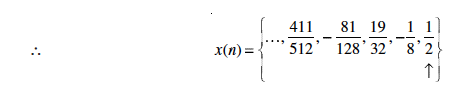 ∴ x(n) = {..., 411/512, -81/128, 19/32, -1/8, 1/2}
↑